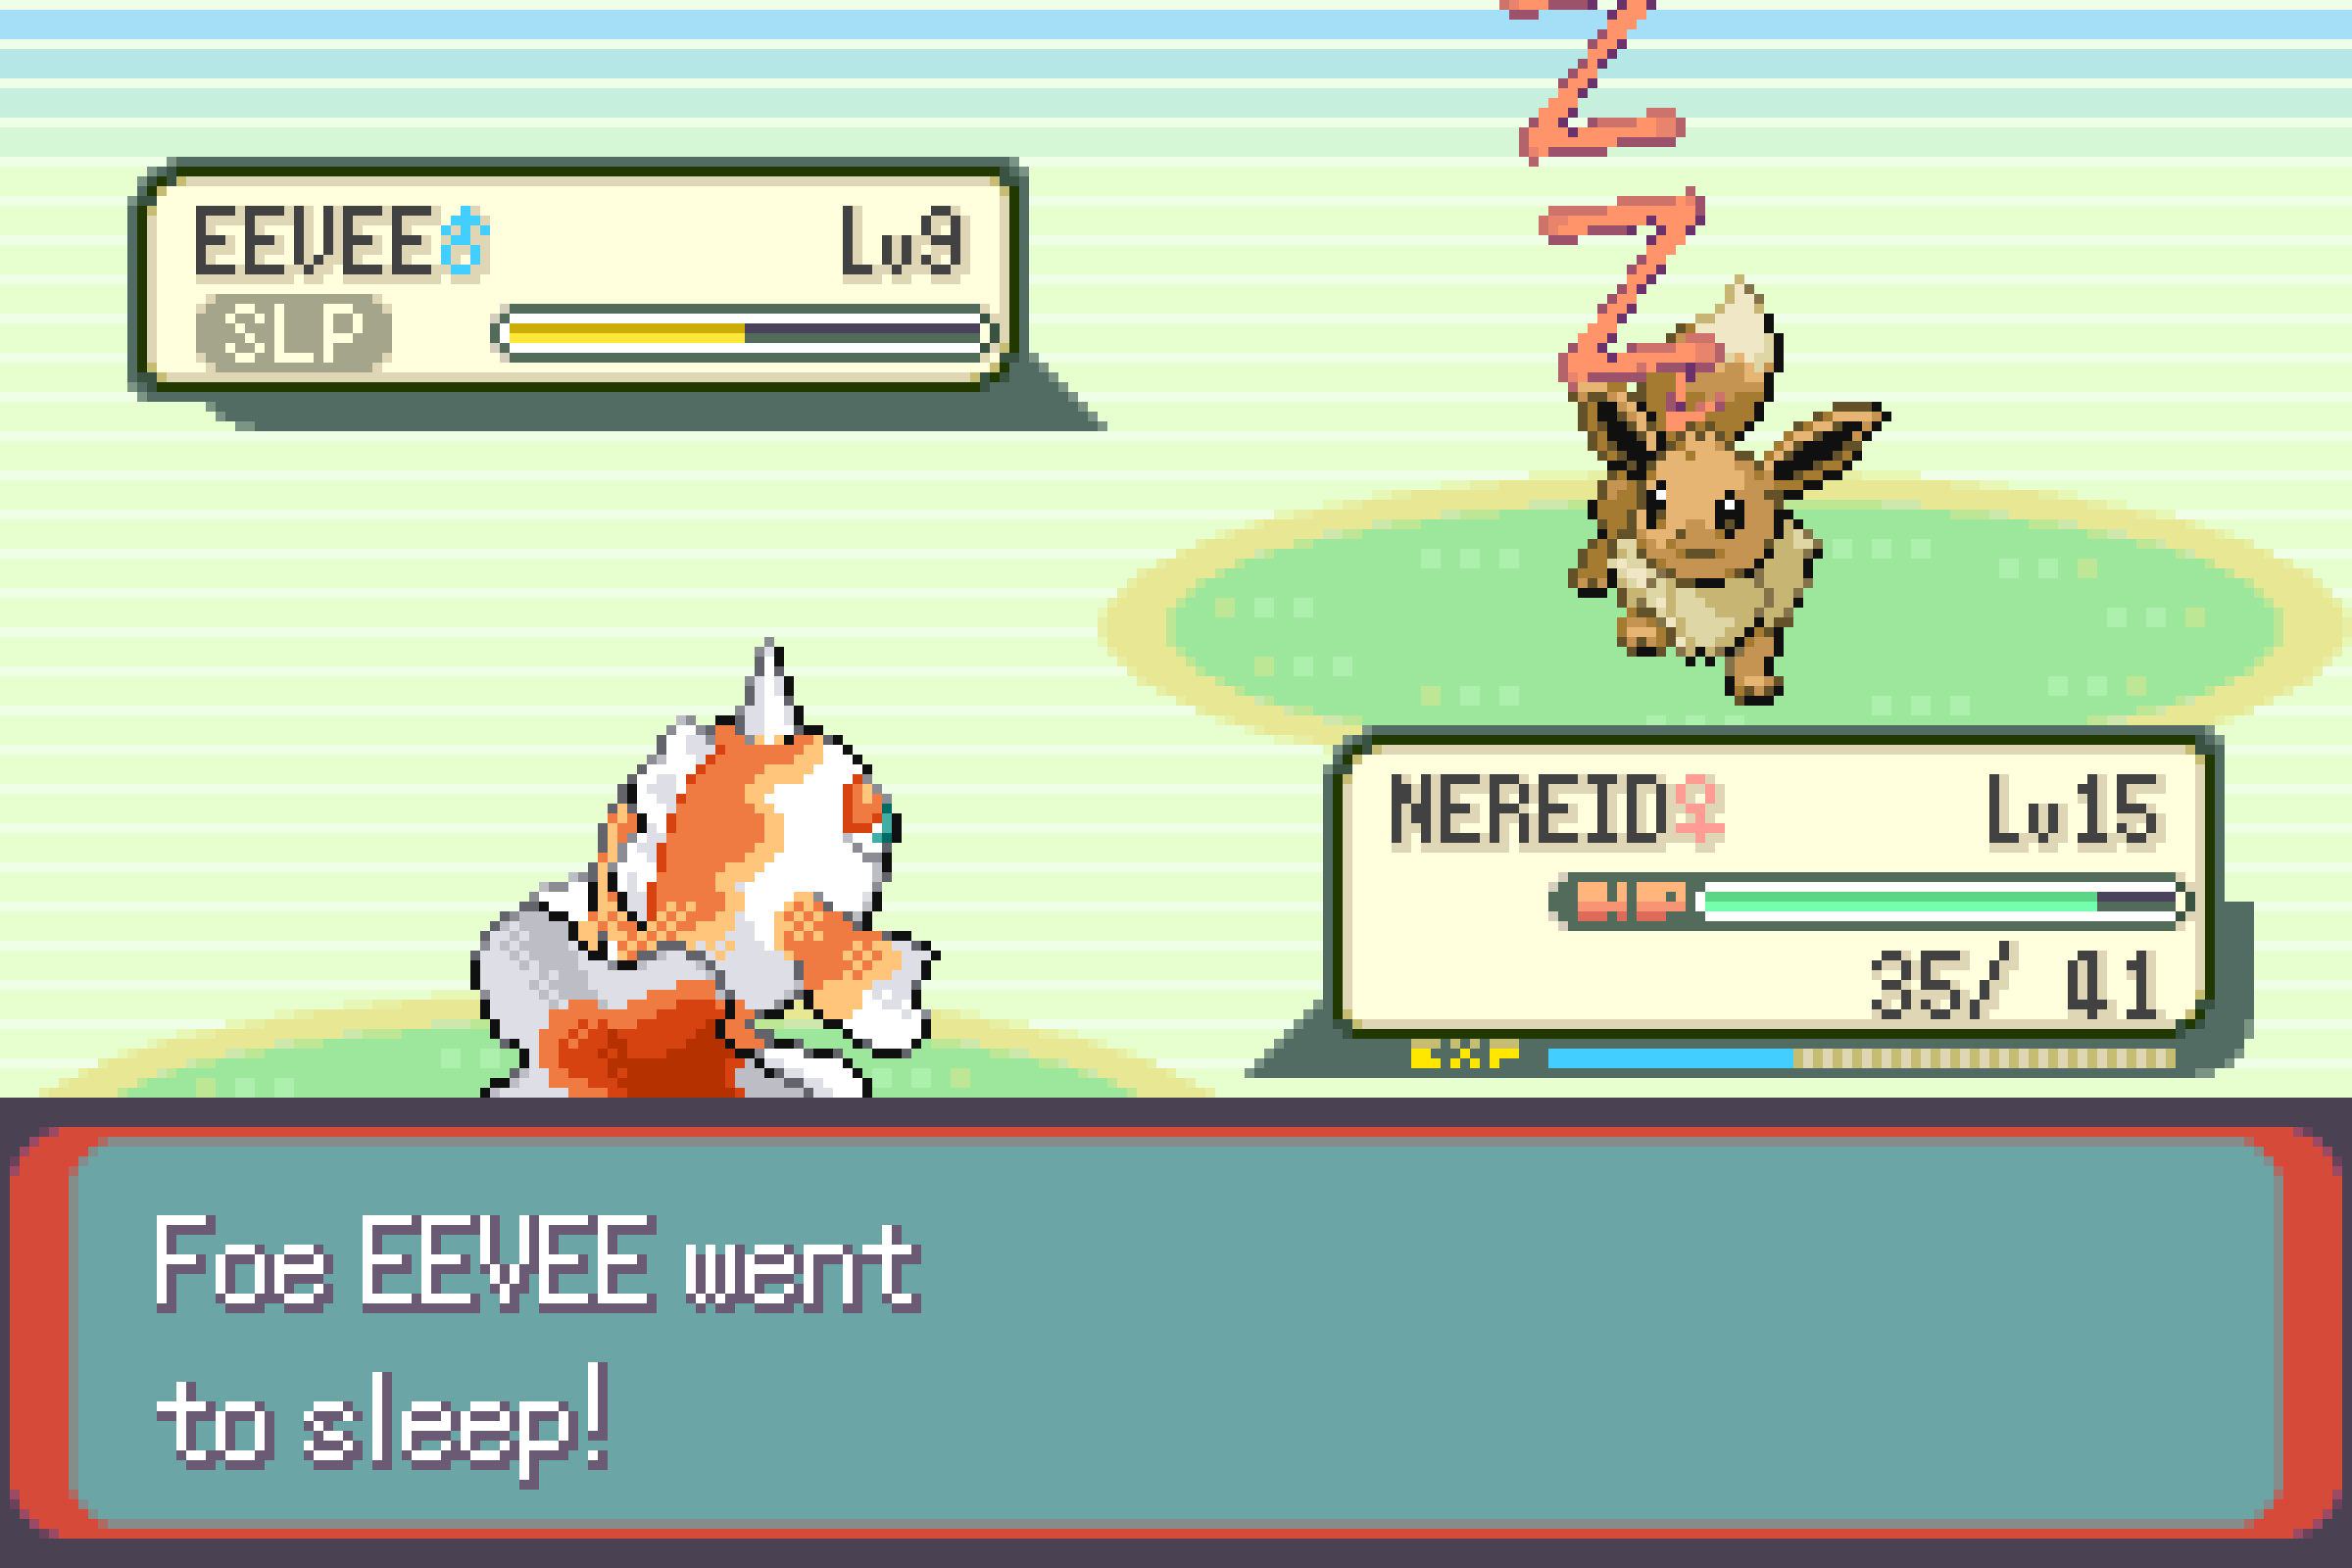 EEVEE♂ Lv9
SLP
NEREID♀ Lv15
HP
35/ 41
EXP
Foe EEVEE went
to sleep!